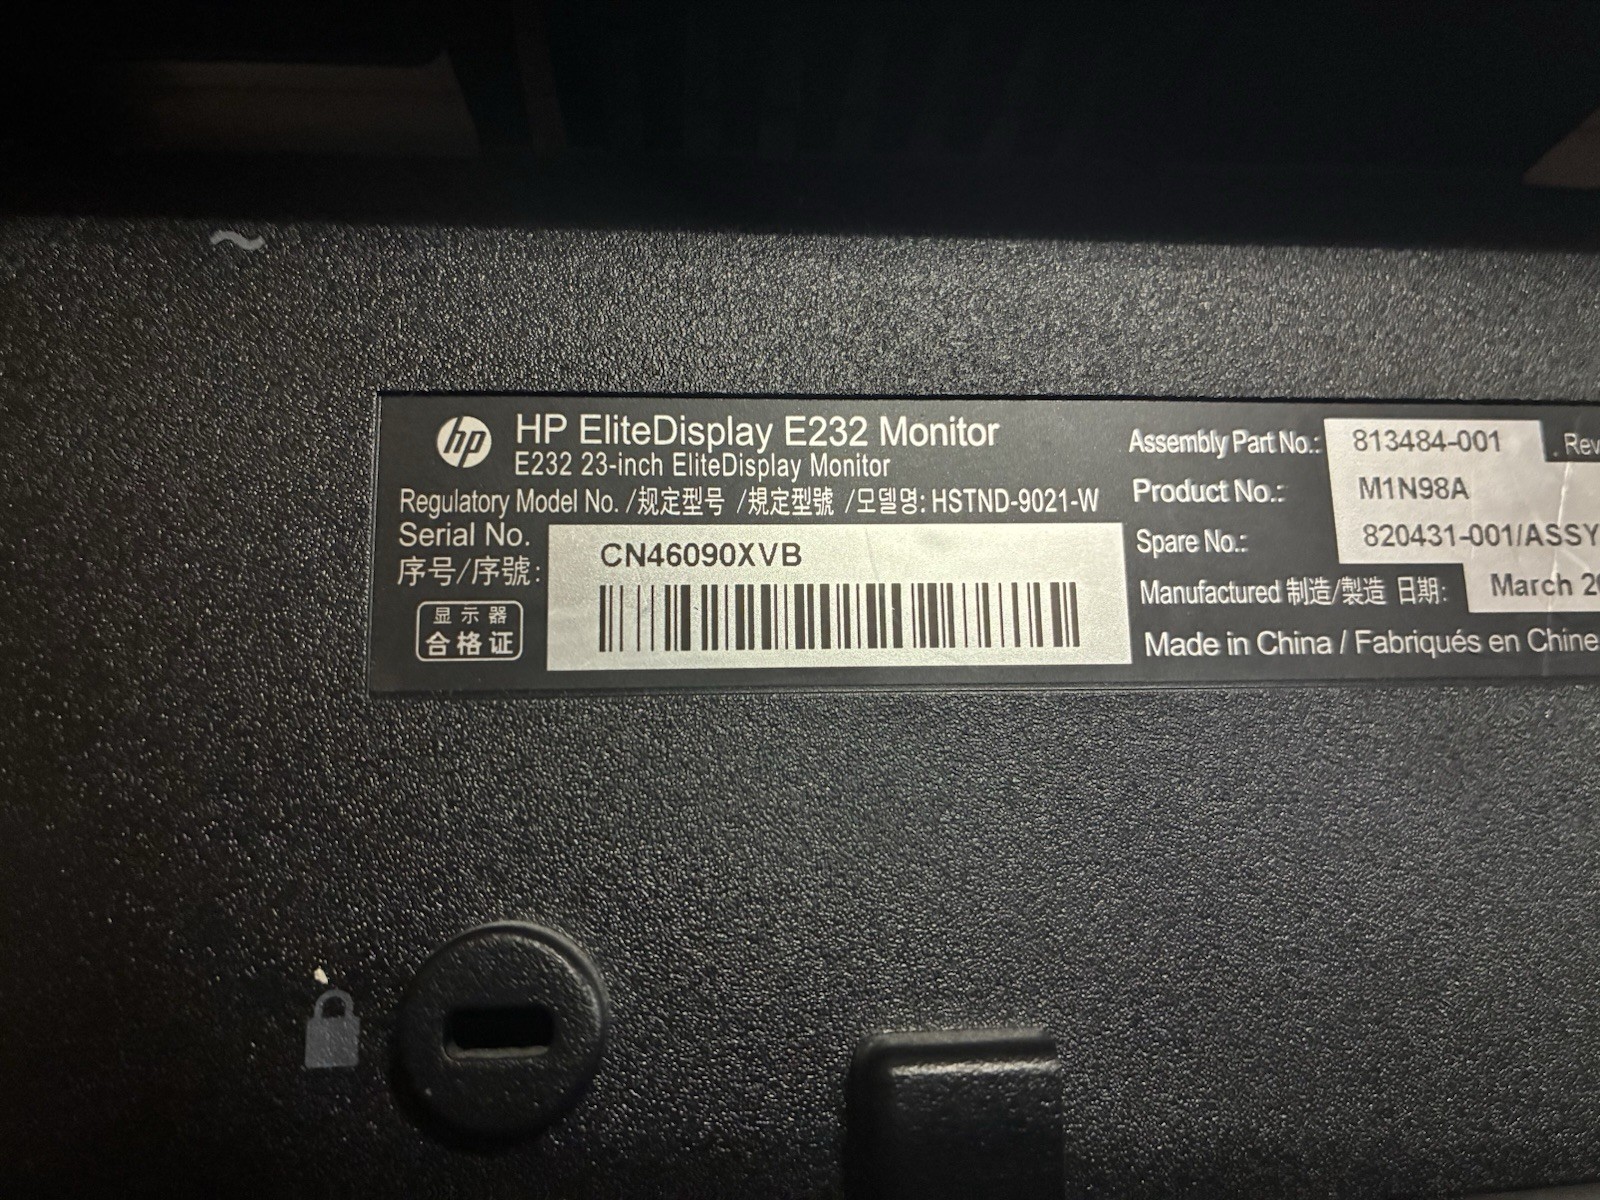 hp
HP EliteDisplay E232 Monitor
E232 23-inch EliteDisplay Monitor
Regulatory Model No. /规定型号 /規定型號 /모델명: HSTND-9021-W
Serial No.
序号/序號:
CN46090XVB
显示器
合格证
Assembly Part No.: 813484-001 . Rev
Product No.: M1N98A
Spare No.: 820431-001/ASSY
Manufactured 制造/製造 日期: March 20
Made in China / Fabriqués en Chine